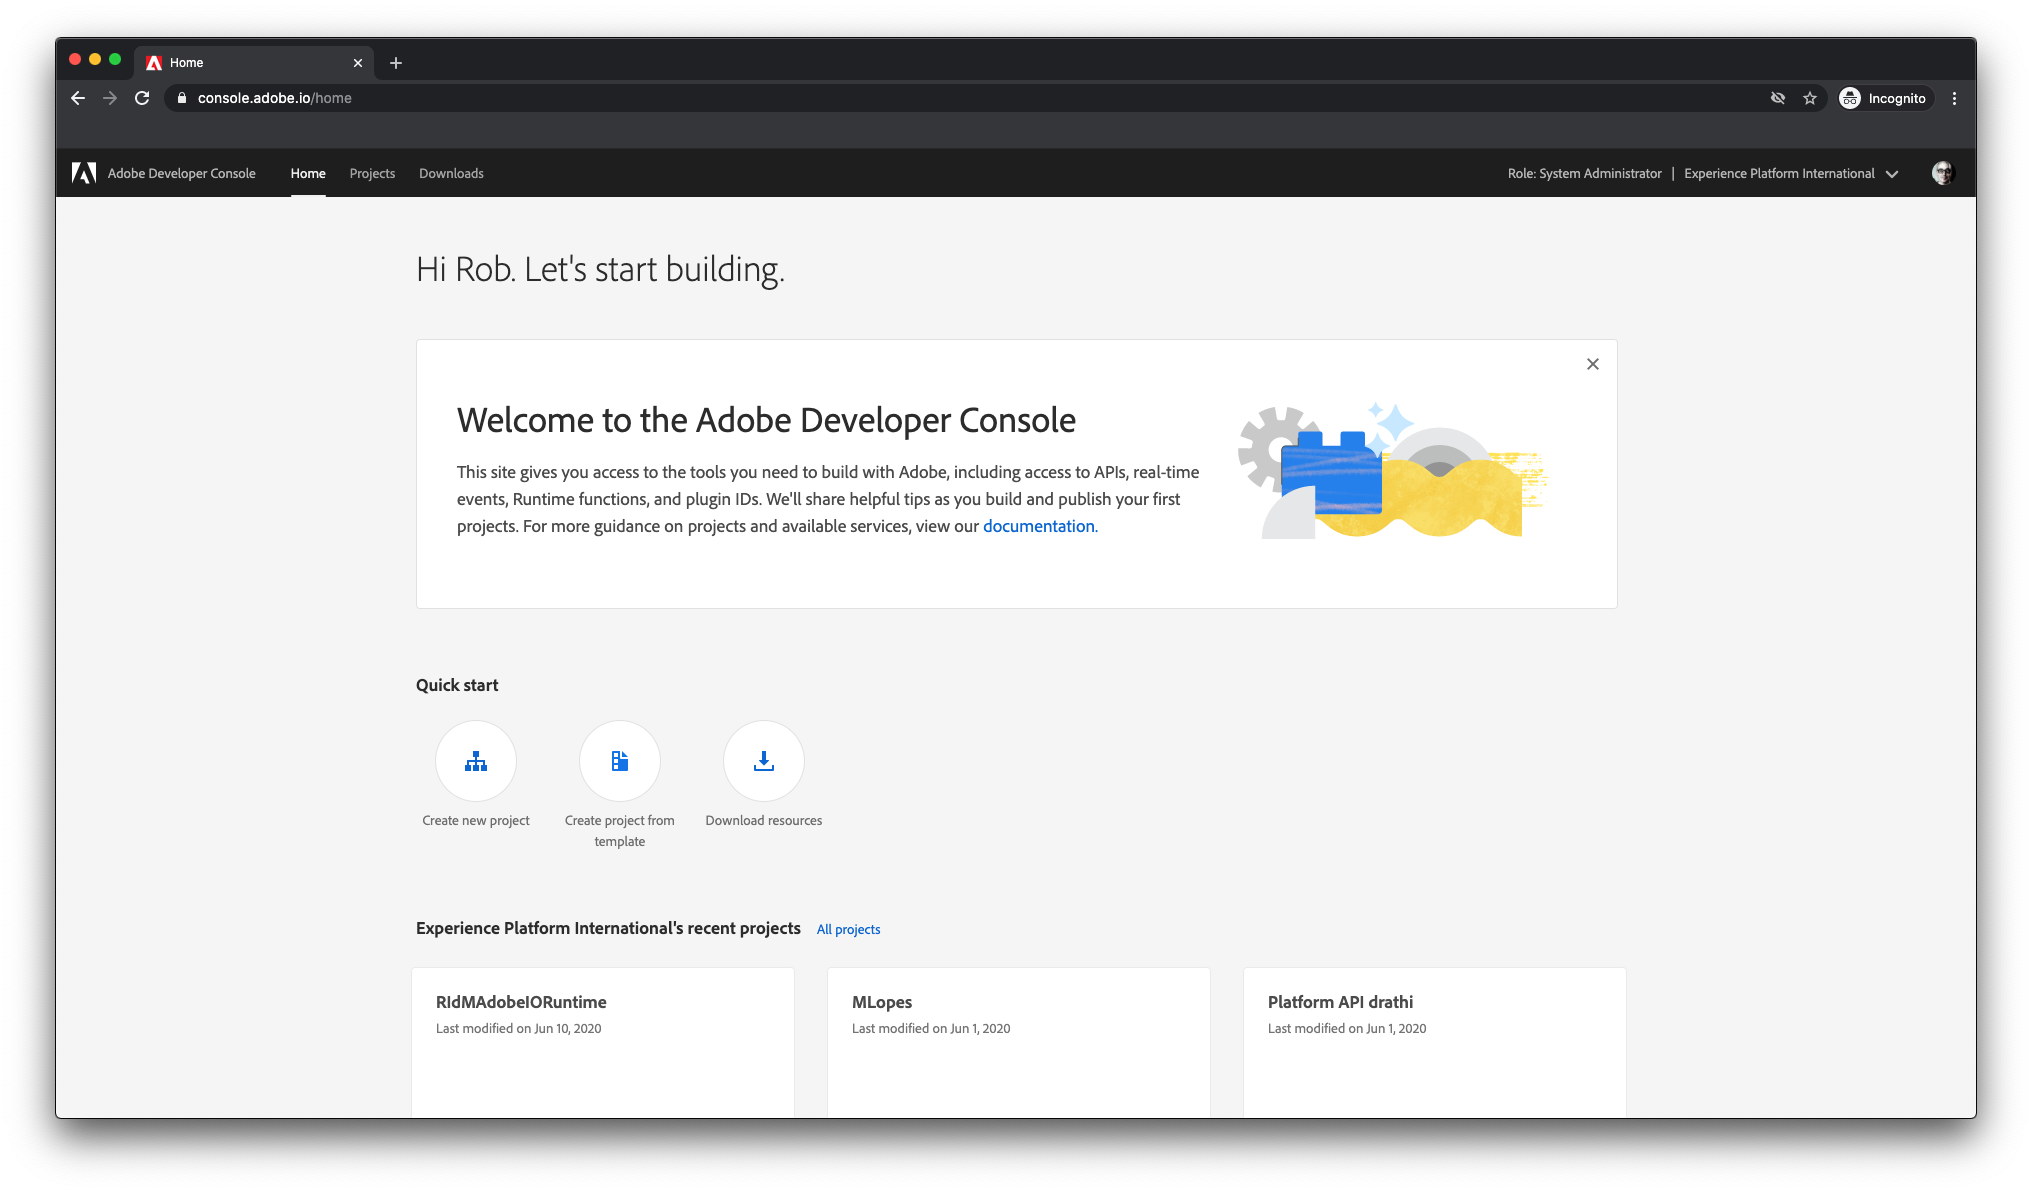 Home
console.adobe.io/home
Incognito
Adobe Developer Console
Home
Projects
Downloads
Role: System Administrator | Experience Platform International
Hi Rob. Let's start building.
Welcome to the Adobe Developer Console
This site gives you access to the tools you need to build with Adobe, including access to APIs, real-time
events, Runtime functions, and plugin IDs. We'll share helpful tips as you build and publish your first
projects. For more guidance on projects and available services, view our documentation.
Quick start
Create new project
Create project from
template
Download resources
Experience Platform International's recent projects
All projects
RIdMAdobeIORuntime
Last modified on Jun 10, 2020
MLopes
Last modified on Jun 1, 2020
Platform API drathi
Last modified on Jun 1, 2020